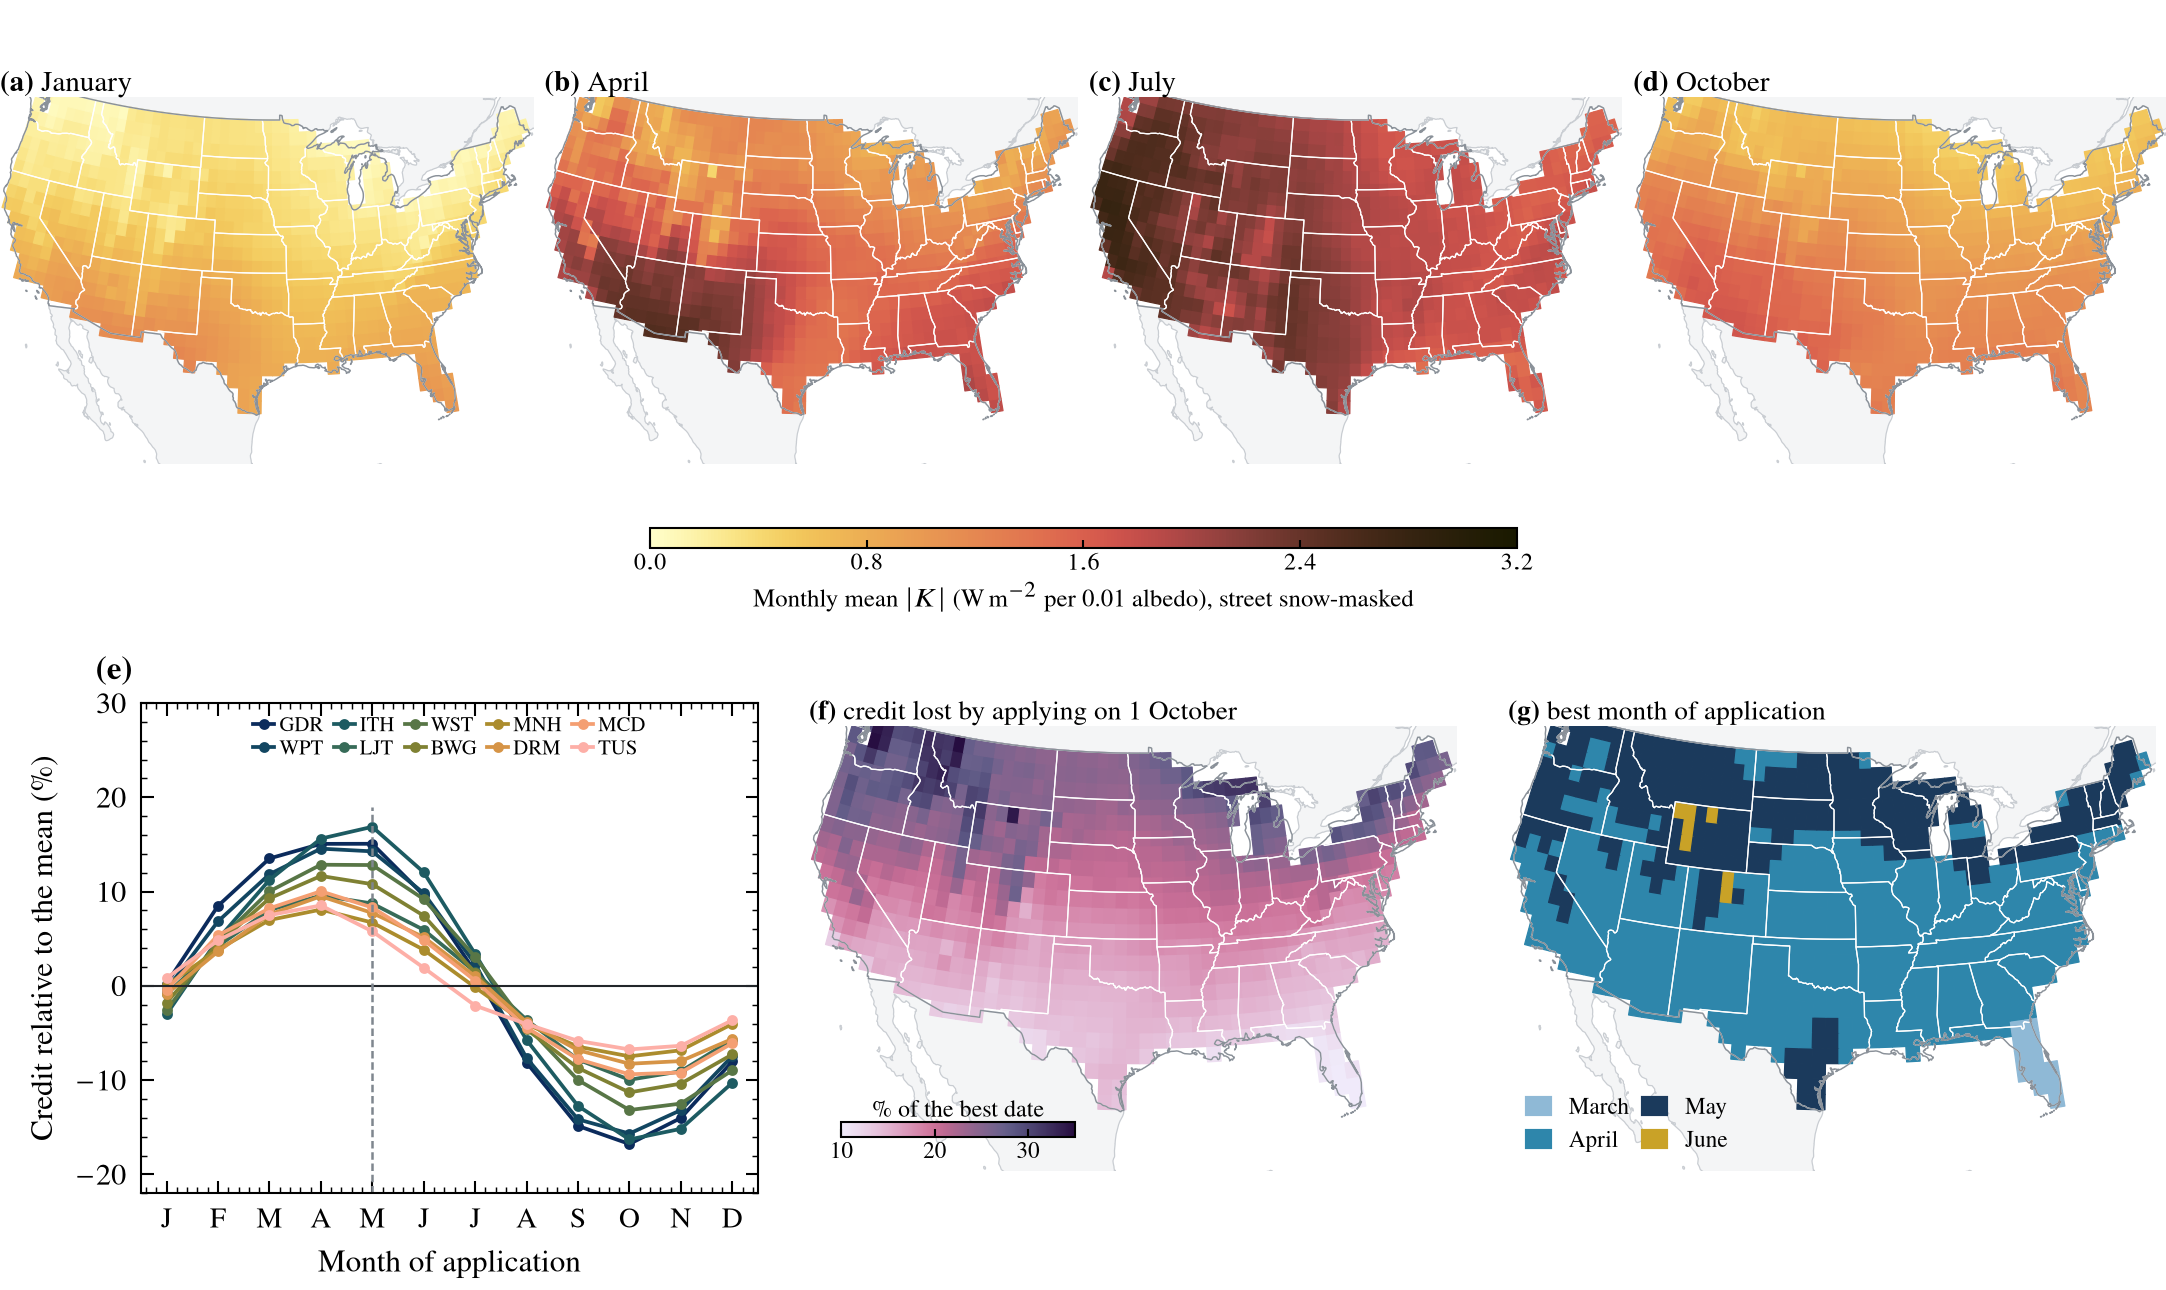 (a) January
(b) April
(c) July
(d) October
0.0 0.8 1.6 2.4 3.2
Monthly mean |K| (W m⁻² per 0.01 albedo), street snow-masked
(e)
30
20
10
0
−10
−20
Credit relative to the mean (%)
GDR ITH WST MNH MCD
WPT LJT BWG DRM TUS
J F M A M J J A S O N D
Month of application
(f) credit lost by applying on 1 October
% of the best date
10 20 30
(g) best month of application
March May
April June